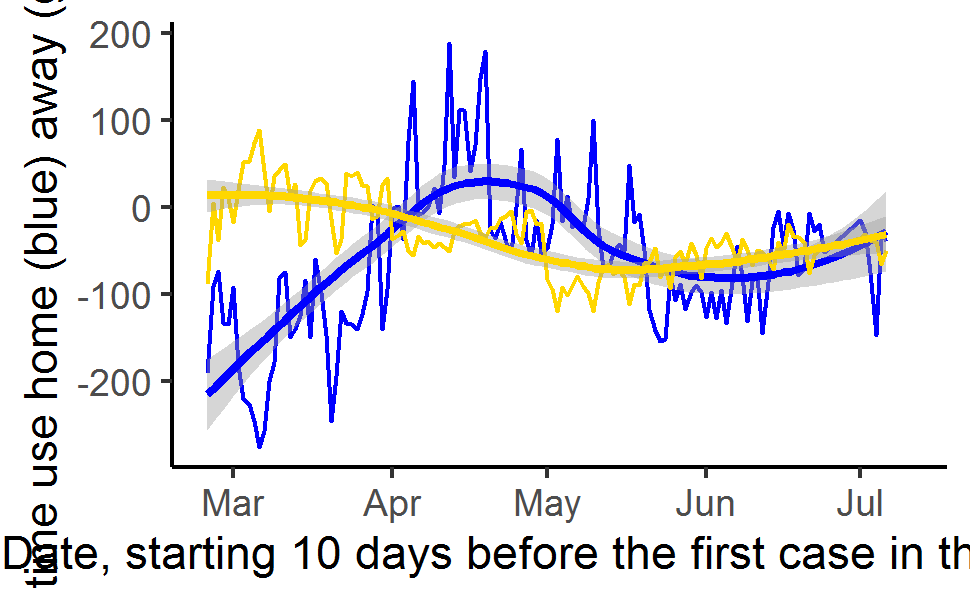 time use home (blue) away (
200
100
0
-100
-200
Mar Apr May Jun Jul
Date, starting 10 days before the first case in th